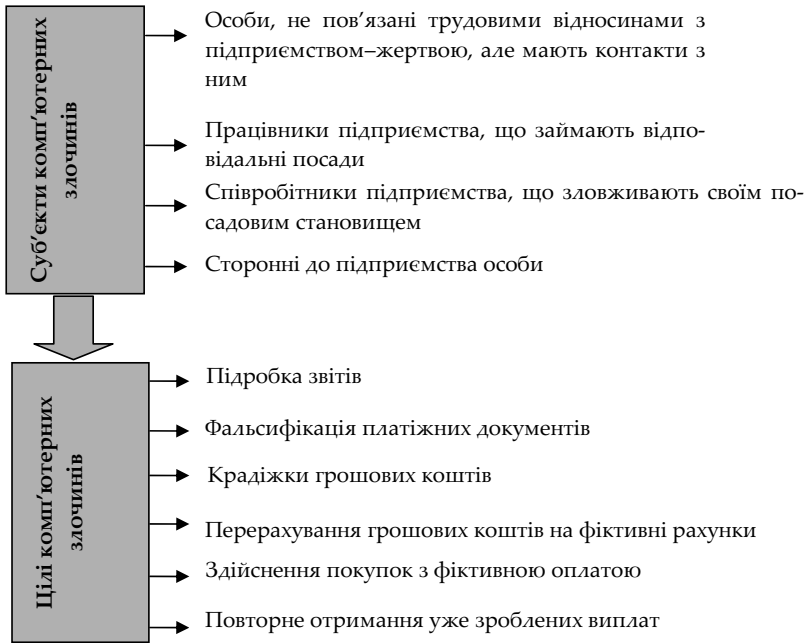 Суб'єкти комп'ютерних
злочинів
Особи, не пов'язані трудовими відносинами з
підприємством–жертвою, але мають контакти з
ним
Працівники підприємства, що займають відпо-
відальні посади
Співробітники підприємства, що зловживають своїм по-
садовим становищем
Сторонні до підприємства особи
Цілі комп'ютерних
злочинів
Підробка звітів
Фальсифікація платіжних документів
Крадіжки грошових коштів
Перерахування грошових коштів на фіктивні рахунки
Здійснення покупок з фіктивною оплатою
Повторне отримання уже зроблених виплат